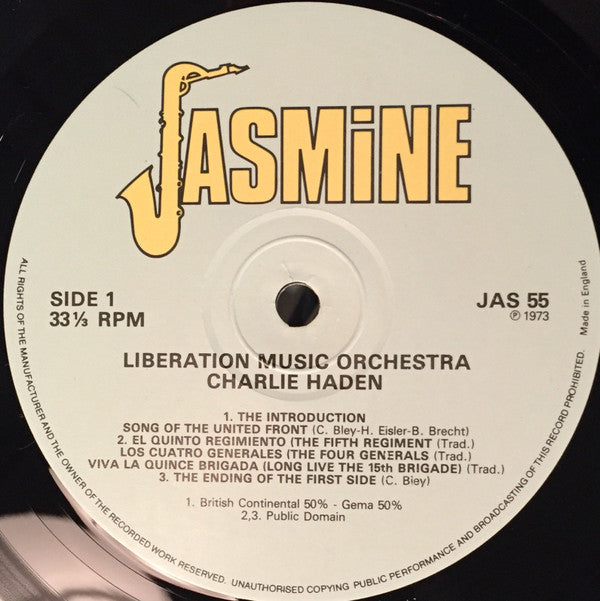 JASMiNE
SIDE 1
33⅓ RPM
JAS 55
℗ 1973
Made in England
LIBERATION MUSIC ORCHESTRA
CHARLIE HADEN
1. THE INTRODUCTION
SONG OF THE UNITED FRONT (C. Bley-H. Eisler-B. Brecht)
2. EL QUINTO REGIMIENTO (THE FIFTH REGIMENT (Trad.)
LOS CUATRO GENERALES (THE FOUR GENERALS (Trad.)
VIVA LA QUINCE BRIGADA (LONG LIVE THE 15th BRIGADE) (Trad.)
3. THE ENDING OF THE FIRST SIDE (C. Bley)
1. British Continental 50% - Gema 50%
2,3. Public Domain
ALL RIGHTS OF THE MANUFACTURER AND THE OWNER OF THE RECORDED WORK RESERVED. UNAUTHORISED COPYING PUBLIC PERFORMANCE AND BROADCASTING OF THIS RECORD PROHIBITED.